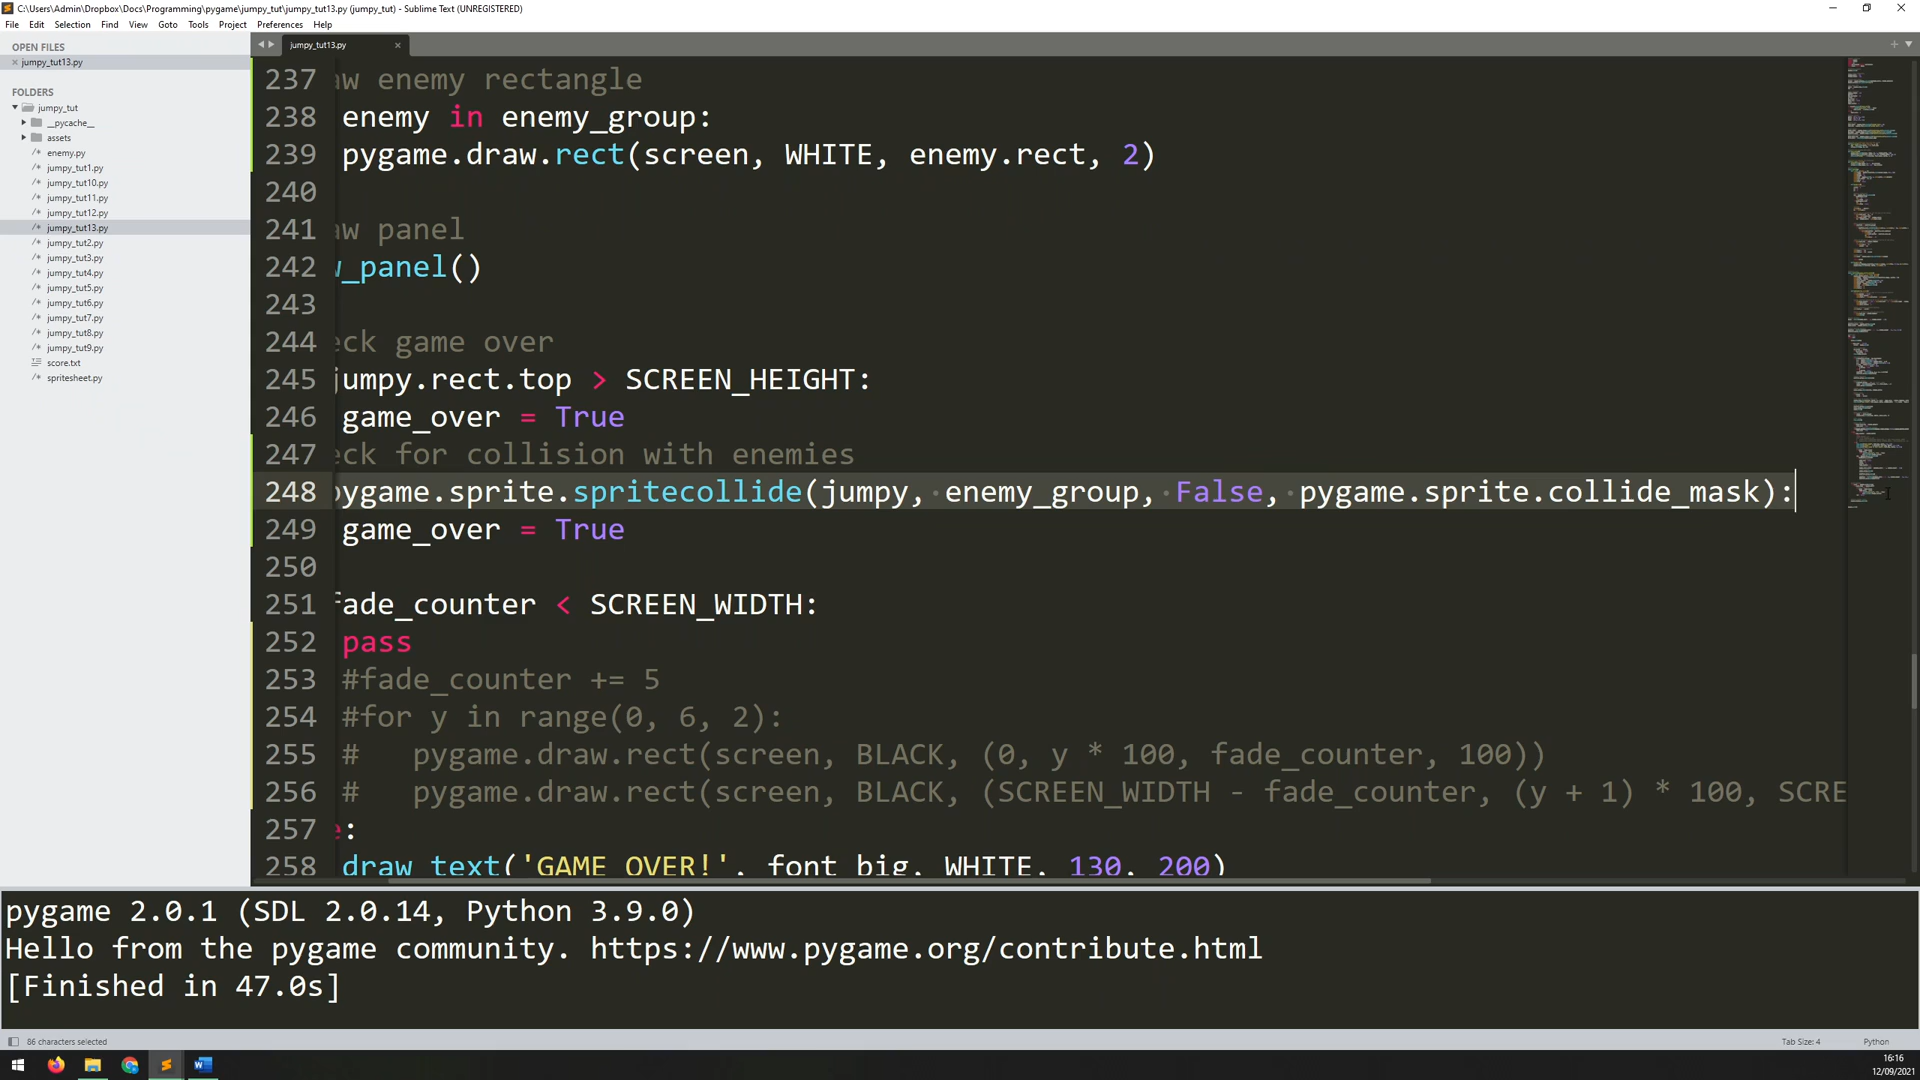 C:\Users\Admin\Dropbox\Docs\Programming\pygame\jumpy_tut\jumpy_tut13.py (jumpy_tut) - Sublime Text (UNREGISTERED)
File Edit Selection Find View Goto Tools Project Preferences Help
OPEN FILES
jumpy_tut13.py
FOLDERS
jumpy_tut
__pycache__
assets
enemy.py
jumpy_tut1.py
jumpy_tut10.py
jumpy_tut11.py
jumpy_tut12.py
jumpy_tut13.py
jumpy_tut2.py
jumpy_tut3.py
jumpy_tut4.py
jumpy_tut5.py
jumpy_tut6.py
jumpy_tut7.py
jumpy_tut8.py
jumpy_tut9.py
score.txt
spritesheet.py
jumpy_tut13.py
237 aw enemy rectangle
238 enemy in enemy_group:
239 pygame.draw.rect(screen, WHITE, enemy.rect, 2)
240
241 aw panel
242 w_panel()
243
244 eck game over
245 jumpy.rect.top > SCREEN_HEIGHT:
246 game_over = True
247 eck for collision with enemies
248 pygame.sprite.spritecollide(jumpy, enemy_group, False, pygame.sprite.collide_mask):
249 game_over = True
250
251 fade_counter < SCREEN_WIDTH:
252 pass
253 #fade_counter += 5
254 #for y in range(0, 6, 2):
255 # pygame.draw.rect(screen, BLACK, (0, y * 100, fade_counter, 100))
256 # pygame.draw.rect(screen, BLACK, (SCREEN_WIDTH - fade_counter, (y + 1) * 100, SCRE
257 e:
258 draw_text('GAME OVER!', font_big, WHITE, 130, 200)
pygame 2.0.1 (SDL 2.0.14, Python 3.9.0)
Hello from the pygame community. https://www.pygame.org/contribute.html
[Finished in 47.0s]
86 characters selected
Tab Size: 4
Python
16:16
12/09/2021